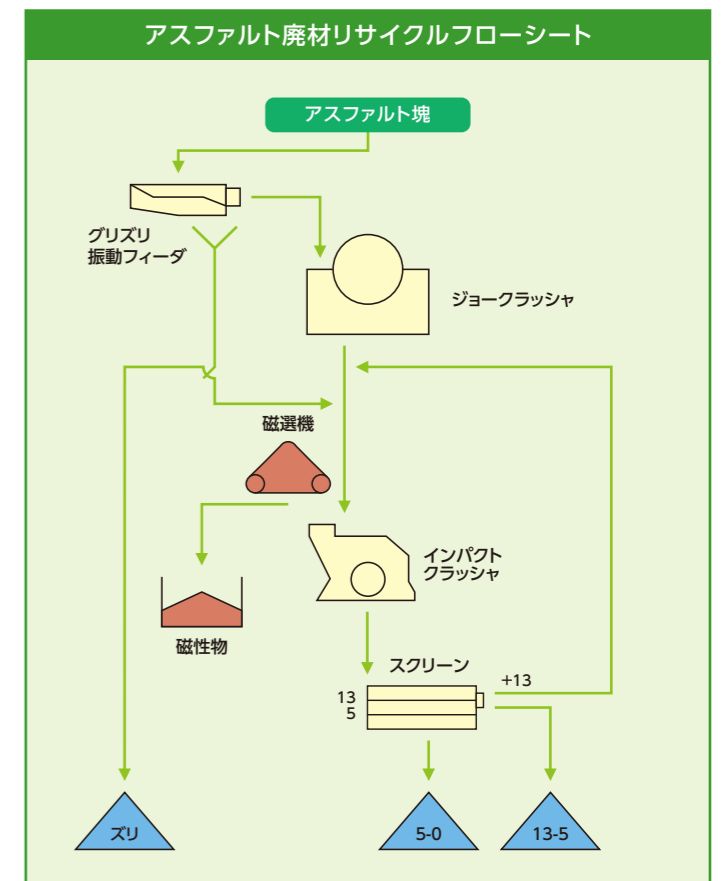 アスファルト廃材リサイクルフローシート
アスファルト塊
グリズリ
振動フィーダ
ジョークラッシャ
磁選機
インパクト
クラッシャ
磁性物
スクリーン
+13
13
5
ズリ
5-0
13-5